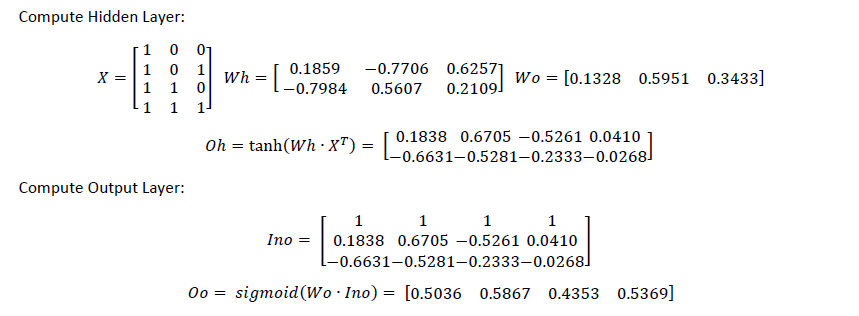 Compute Hidden Layer:
X = [1 0 0
1 0 1
1 1 0
1 1 1] Wh = [0.1859 −0.7706 0.6257
−0.7984 0.5607 0.2109] Wo = [0.1328 0.5951 0.3433]
Oh = tanh(Wh · Xᵀ) = [0.1838 0.6705 −0.5261 0.0410
−0.6631−0.5281−0.2333−0.0268]
Compute Output Layer:
Ino = [1 1 1 1
0.1838 0.6705 −0.5261 0.0410
−0.6631−0.5281−0.2333−0.0268]
Oo = sigmoid(Wo · Ino) = [0.5036 0.5867 0.4353 0.5369]